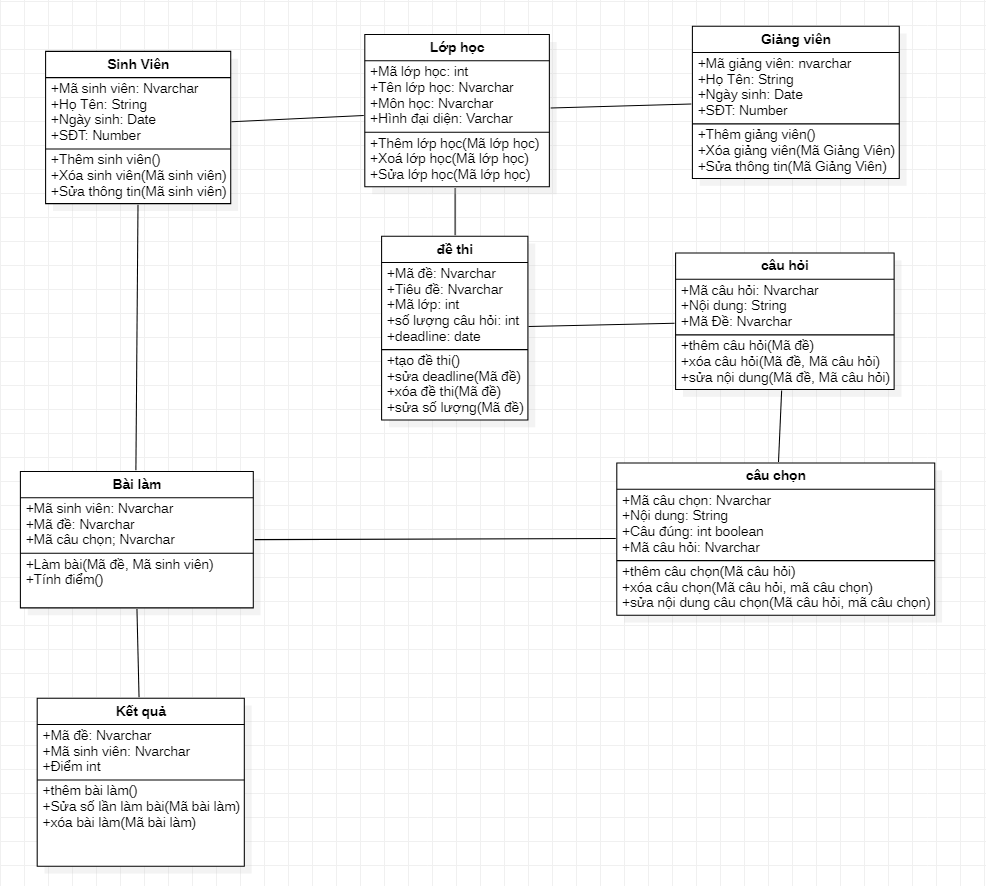 Sinh Viên
+Mã sinh viên: Nvarchar
+Họ Tên: String
+Ngày sinh: Date
+SĐT: Number
+Thêm sinh viên()
+Xóa sinh viên(Mã sinh viên)
+Sửa thông tin(Mã sinh viên)
Lớp học
+Mã lớp học: int
+Tên lớp học: Nvarchar
+Môn học: Nvarchar
+Hình đại diện: Varchar
+Thêm lớp học(Mã lớp học)
+Xoá lớp học(Mã lớp học)
+Sửa lớp học(Mã lớp học)
Giảng viên
+Mã giảng viên: nvarchar
+Họ Tên: String
+Ngày sinh: Date
+SĐT: Number
+Thêm giảng viên()
+Xóa giảng viên(Mã Giảng Viên)
+Sửa thông tin(Mã Giảng Viên)
đề thi
+Mã đề: Nvarchar
+Tiêu đề: Nvarchar
+Mã lớp: int
+số lượng câu hỏi: int
+deadline: date
+tạo đề thi()
+sửa deadline(Mã đề)
+xóa đề thi(Mã đề)
+sửa số lượng(Mã đề)
câu hỏi
+Mã câu hỏi: Nvarchar
+Nội dung: String
+Mã Đề: Nvarchar
+thêm câu hỏi(Mã đề)
+xóa câu hỏi(Mã đề, Mã câu hỏi)
+sửa nội dung(Mã đề, Mã câu hỏi)
Bài làm
+Mã sinh viên: Nvarchar
+Mã đề: Nvarchar
+Mã câu chọn; Nvarchar
+Làm bài(Mã đề, Mã sinh viên)
+Tính điểm()
câu chọn
+Mã câu chọn: Nvarchar
+Nội dung: String
+Câu đúng: int boolean
+Mã câu hỏi: Nvarchar
+thêm câu chọn(Mã câu hỏi)
+xóa câu chọn(Mã câu hỏi, mã câu chọn)
+sửa nội dung câu chọn(Mã câu hỏi, mã câu chọn)
Kết quả
+Mã đề: Nvarchar
+Mã sinh viên: Nvarchar
+Điểm int
+thêm bài làm()
+Sửa số lần làm bài(Mã bài làm)
+xóa bài làm(Mã bài làm)